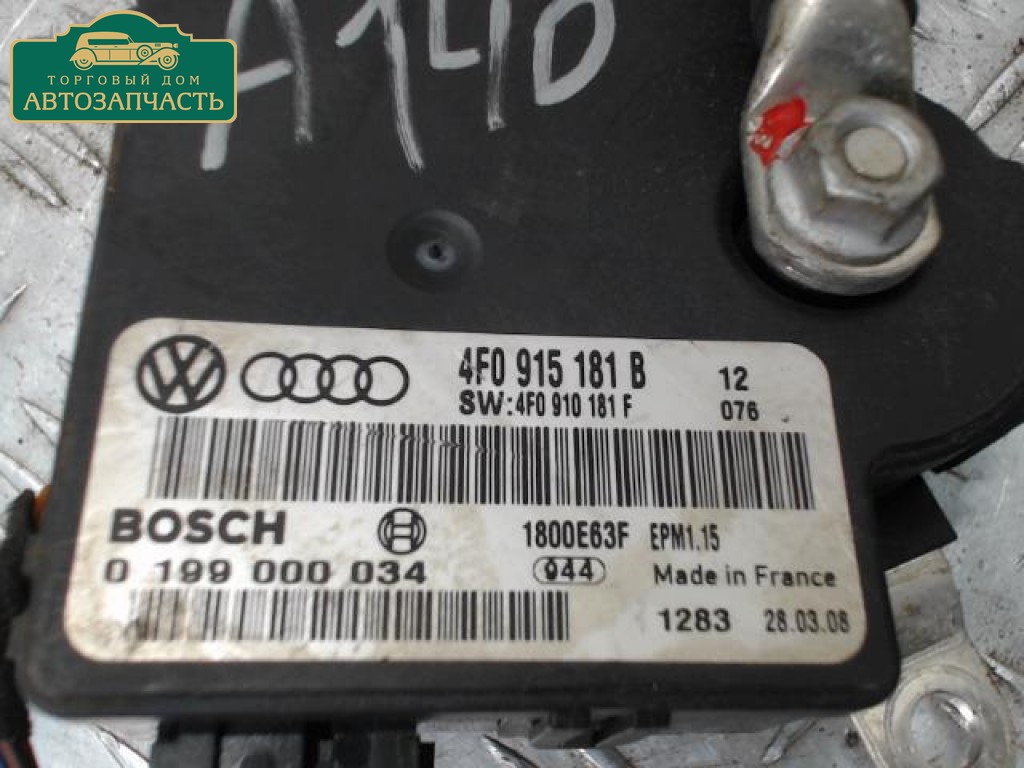 ТОРГОВЫЙ ДОМ
АВТОЗАПЧАСТЬ
A140
4F0 915 181 B 12
SW:4F0 910 181 F 076
BOSCH 1800E63F EPM1.15
0 199 000 034 944 Made in France
1283 28.03.08